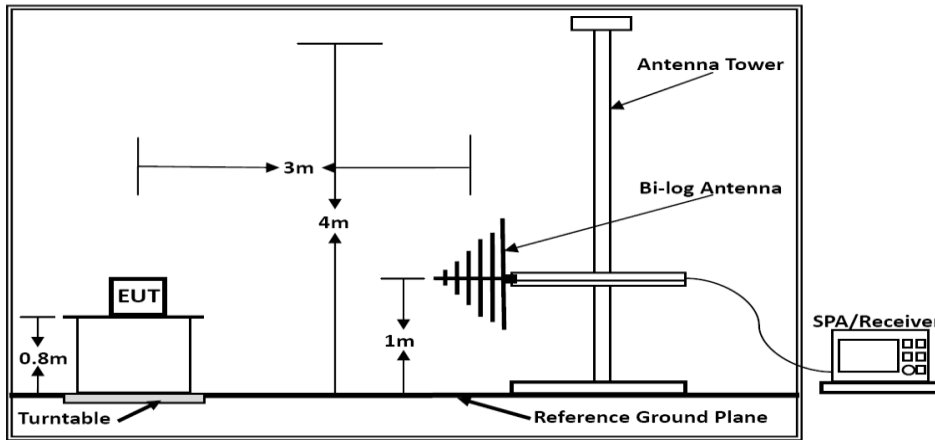 Antenna Tower
3m
Bi-log Antenna
4m
EUT
SPA/Receiver
0.8m
1m
Turntable
Reference Ground Plane